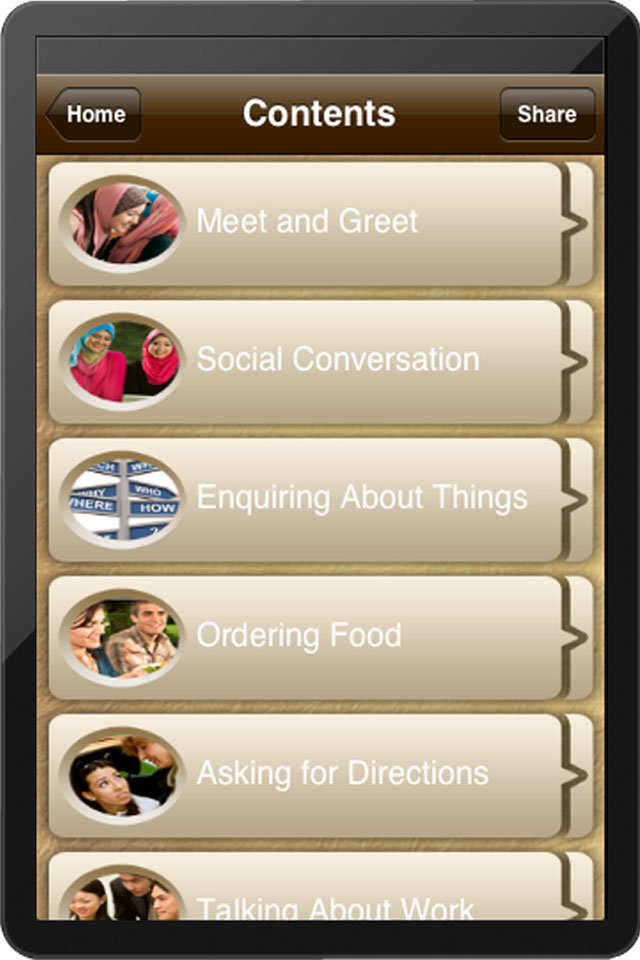 Home
Contents
Share
Meet and Greet
Social Conversation
WHY
WHO
WHERE
HOW
Enquiring About Things
Ordering Food
Asking for Directions
Talking About Work